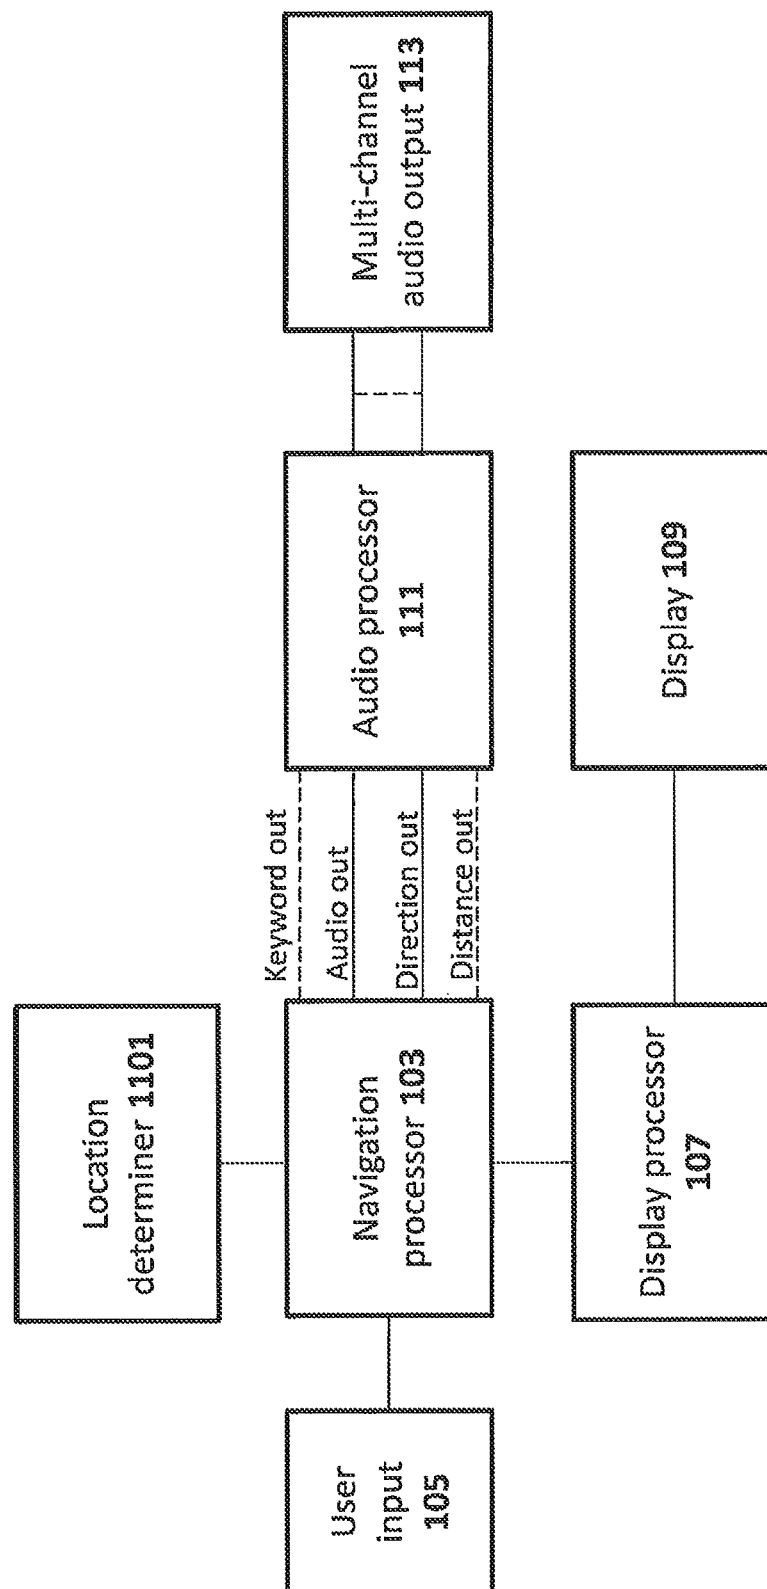 Location
determiner 1101
User
input
105
Navigation
processor 103
Keyword out
Audio out
Direction out
Distance out
Audio processor
111
Multi-channel
audio output 113
Display processor
107
Display 109